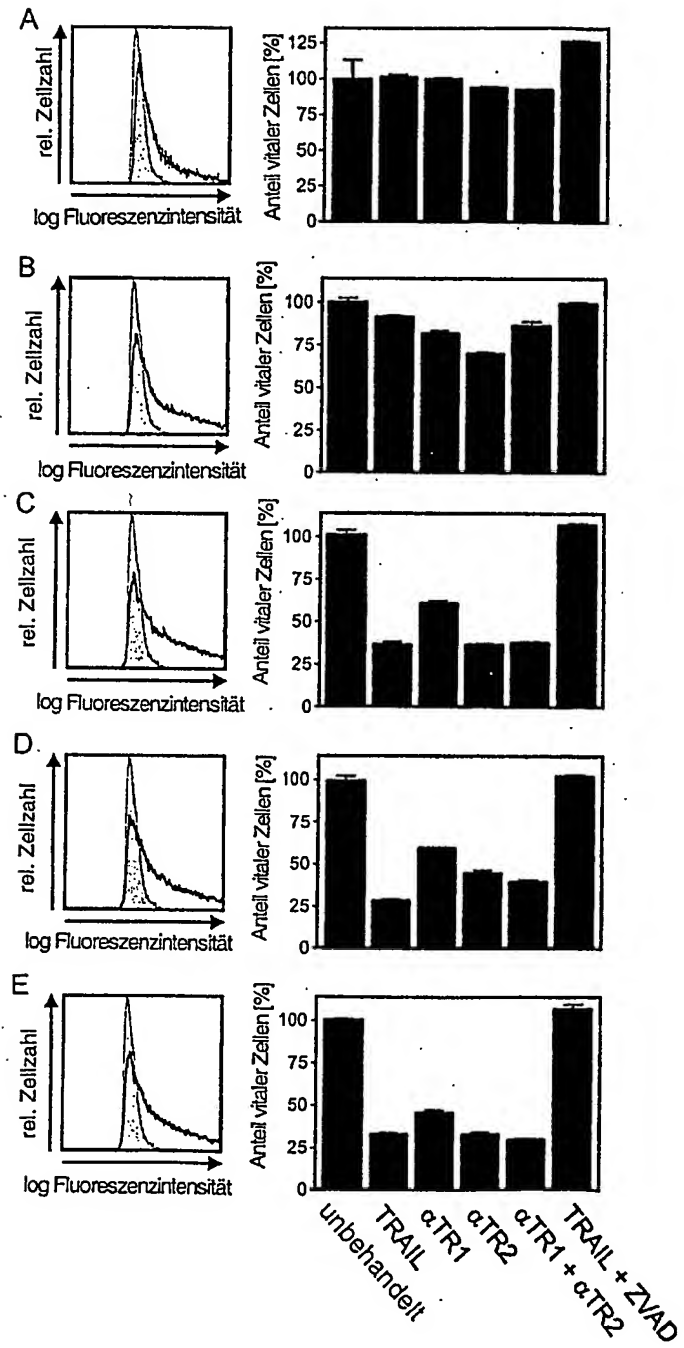 A
rel. Zellzahl
log Fluoreszenzintensität
Anteil vitaler Zellen [%]
125
100
75
50
25
0
B
rel. Zellzahl
log Fluoreszenzintensität
Anteil vitaler Zellen [%]
100
75
50
25
0
C
rel. Zellzahl
log Fluoreszenzintensität
Anteil vitaler Zellen [%]
100
75
50
25
0
D
rel. Zellzahl
log Fluoreszenzintensität
Anteil vitaler Zellen [%]
100
75
50
25
0
E
rel. Zellzahl
log Fluoreszenzintensität
Anteil vitaler Zellen [%]
100
75
50
25
0
unbehandelt
TRAIL
αTR1
αTR2
αTR1 + αTR2
TRAIL + ZVAD